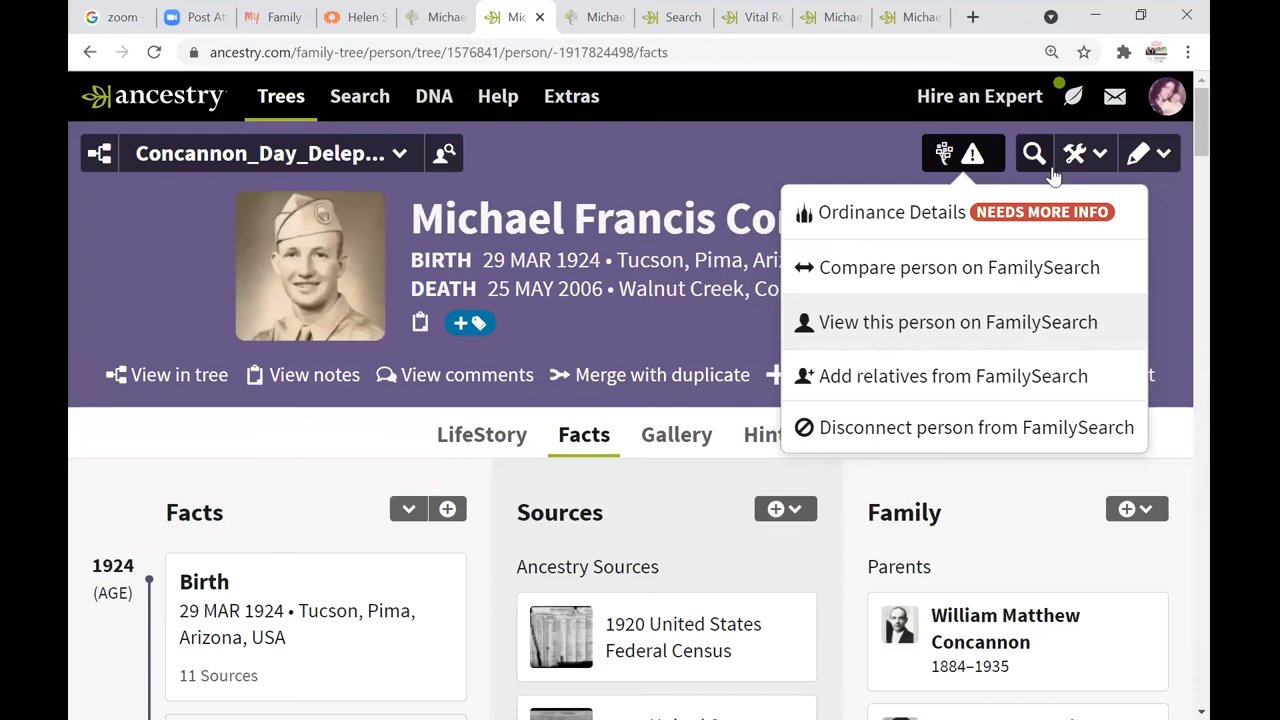 zoom -
Post At
Family
Helen S
Michae
Mic
Michae
Search
Vital Re
Michae
Michae
ancestry.com/family-tree/person/tree/1576841/person/-1917824498/facts
ancestry
Trees
Search
DNA
Help
Extras
Hire an Expert
Concannon_Day_Delep...
Ordinance Details NEEDS MORE INFO
Compare person on FamilySearch
View this person on FamilySearch
Add relatives from FamilySearch
Disconnect person from FamilySearch
Michael Francis Co
BIRTH 29 MAR 1924 • Tucson, Pima, Ari
DEATH 25 MAY 2006 • Walnut Creek, Co
View in tree
View notes
View comments
Merge with duplicate
LifeStory
Facts
Gallery
Hin
Facts
1924
(AGE)
Birth
29 MAR 1924 • Tucson, Pima,
Arizona, USA
11 Sources
Sources
Ancestry Sources
1920 United States
Federal Census
Family
Parents
William Matthew
Concannon
1884–1935